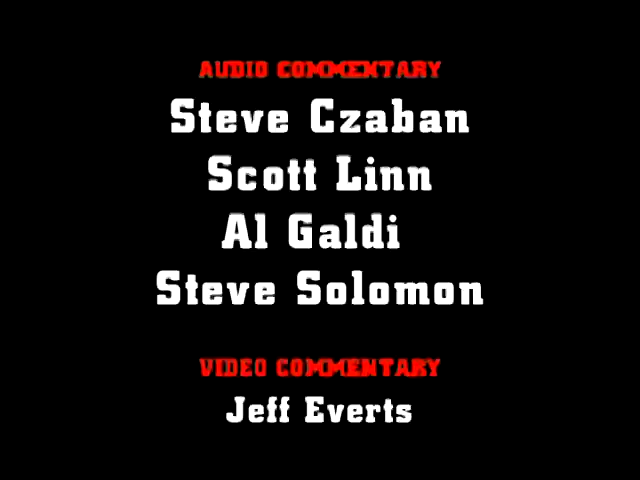 AUDIO COMMENTARY
Steve Czaban
Scott Linn
Al Galdi
Steve Solomon
VIDEO COMMENTARY
Jeff Everts